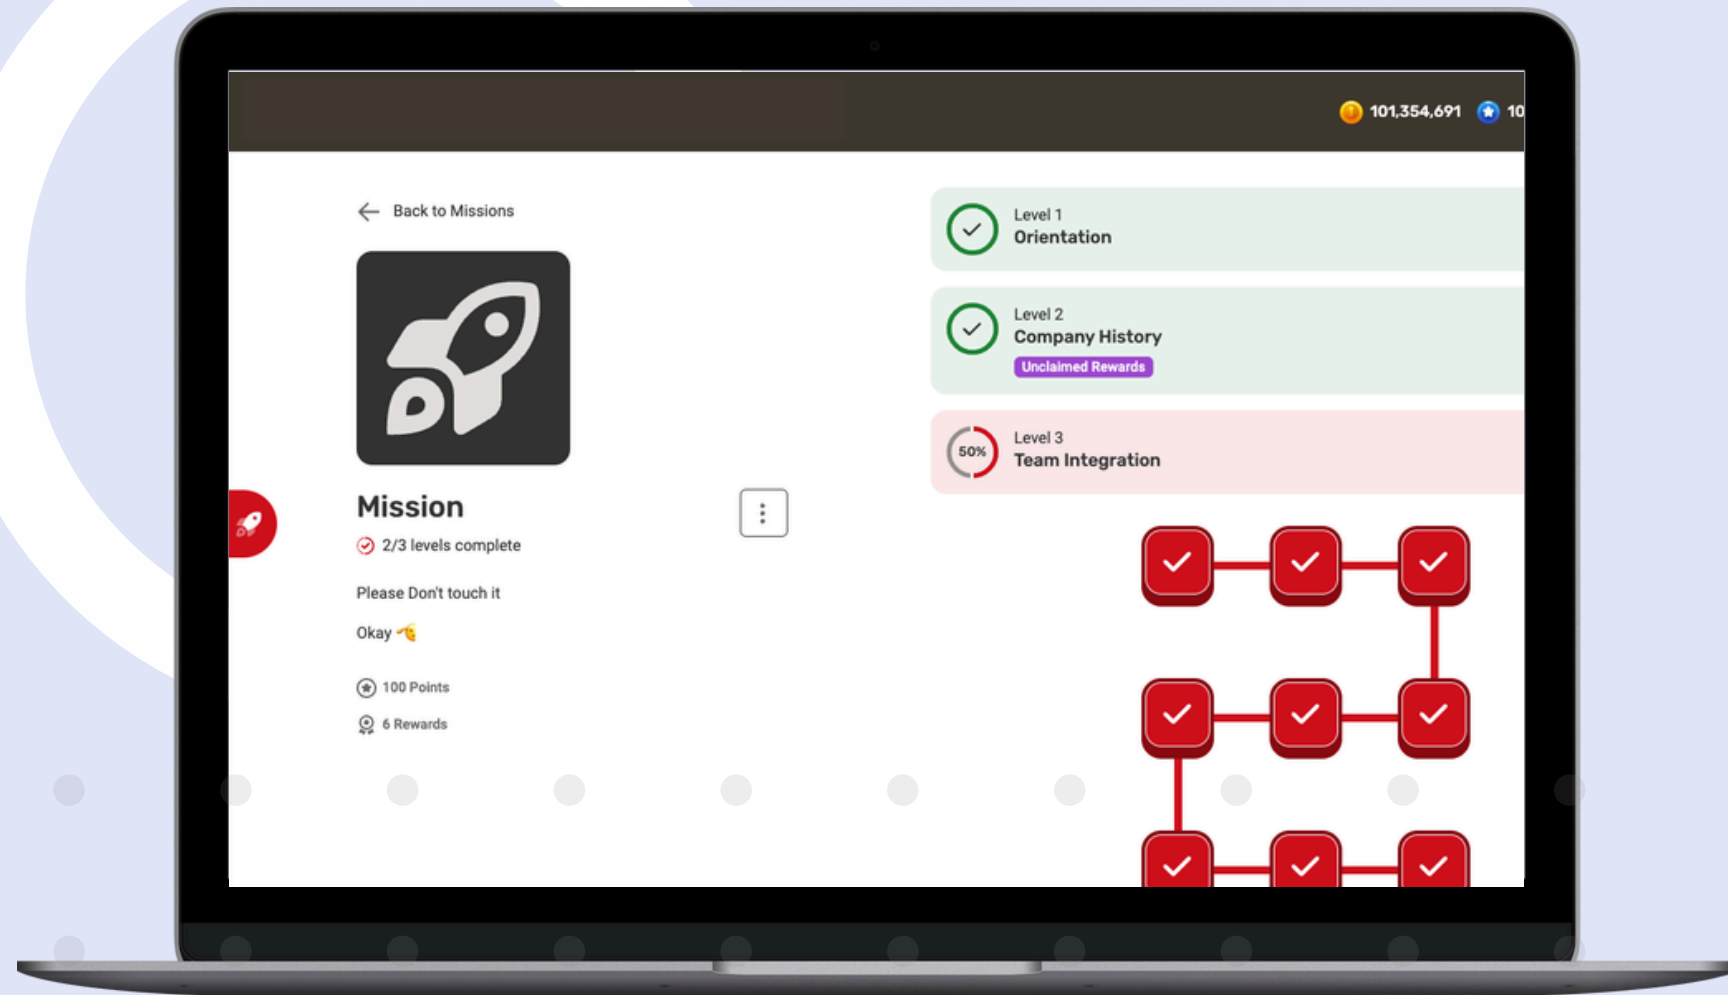 101,354,691
10
Back to Missions
Mission
2/3 levels complete
Please Don't touch it
Okay 🫡
100 Points
6 Rewards
Level 1
Orientation
Level 2
Company History
Unclaimed Rewards
50%
Level 3
Team Integration